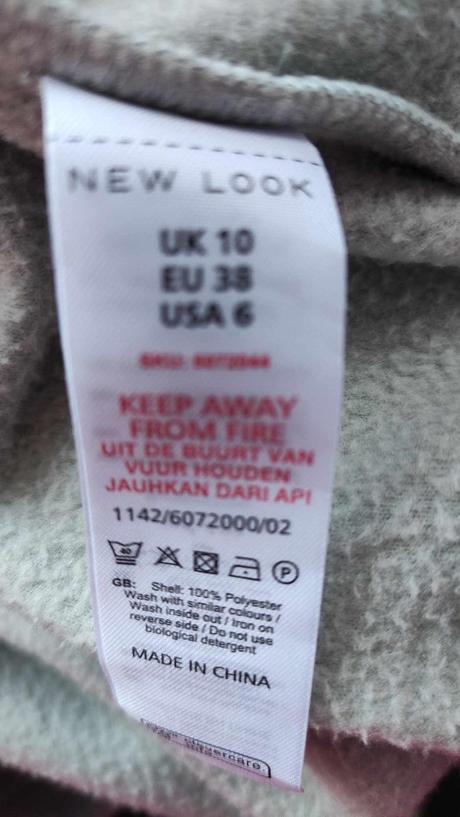 NEW LOOK
UK 10
EU 38
USA 6
KEEP AWAY
FROM FIRE
UIT DE BUURT VAN
VUUR HOUDEN
JAUHKAN DARI API
1142/6072000/02
40
P
GB: Shell: 100% Polyester
Wash with similar colours /
Wash inside out / Iron on
reverse side / Do not use
biological detergent
MADE IN CHINA
clevercare.